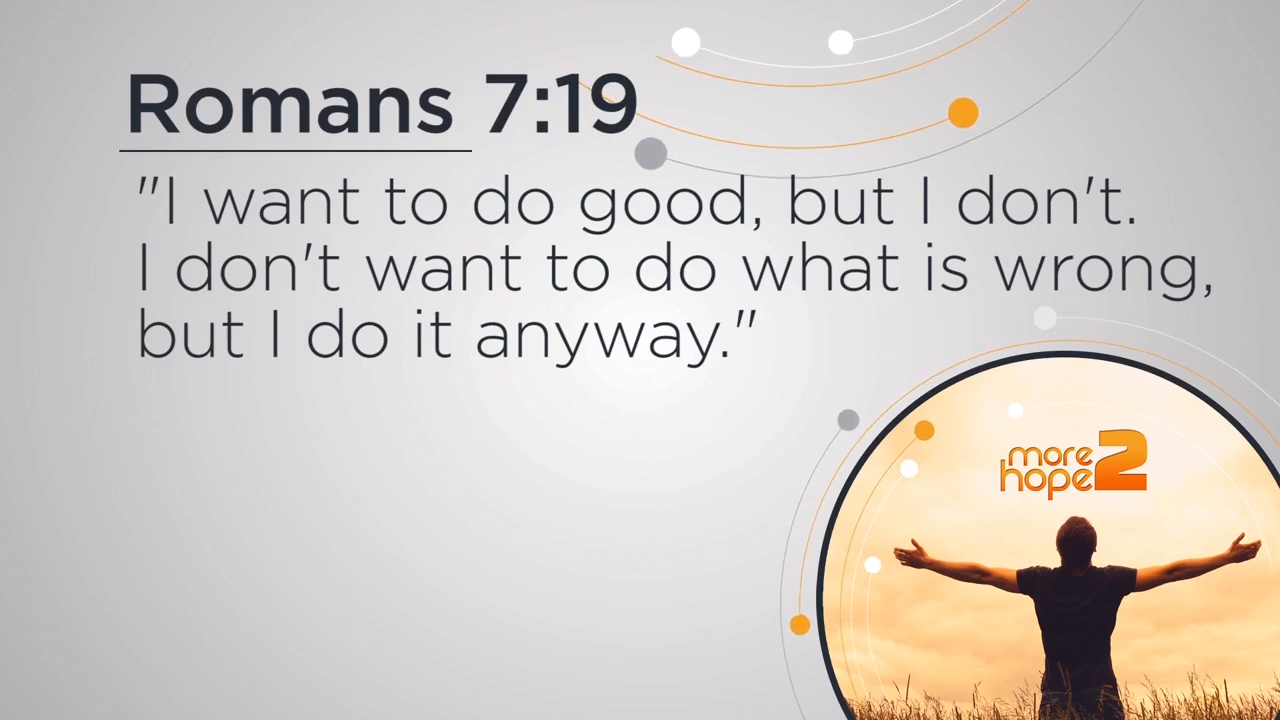 Romans 7:19
"I want to do good, but I don't.
I don't want to do what is wrong,
but I do it anyway."
more
hope2